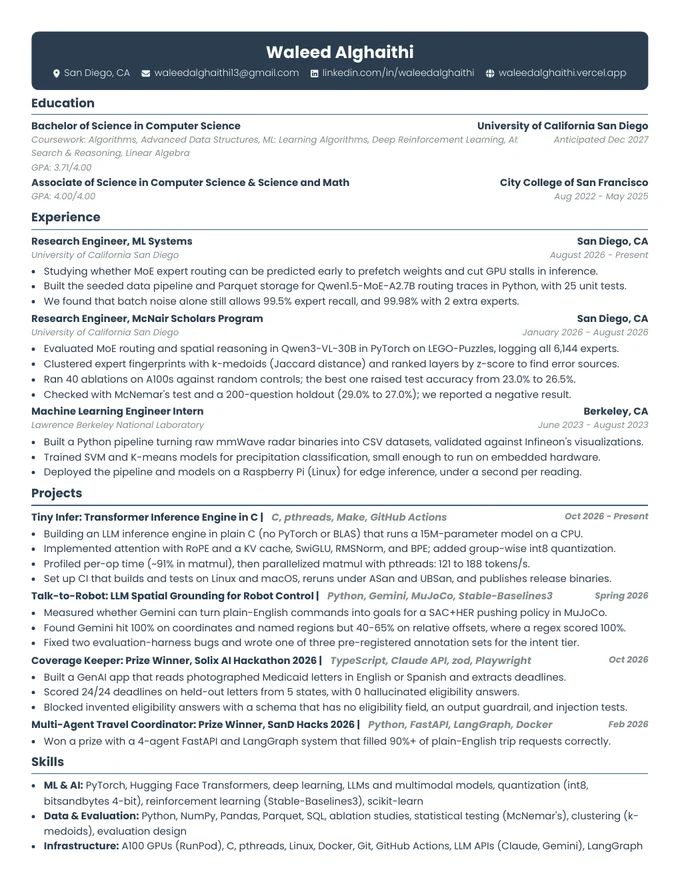 Waleed Alghaithi
San Diego, CA waleedalghaithi13@gmail.com linkedin.com/in/waleedalghaithi waleedalghaithi.vercel.app
Education
Bachelor of Science in Computer Science University of California San Diego
Coursework: Algorithms, Advanced Data Structures, ML: Learning Algorithms, Deep Reinforcement Learning, AI: Anticipated Dec 2027
Search & Reasoning, Linear Algebra
GPA: 3.71/4.00
Associate of Science in Computer Science & Science and Math City College of San Francisco
GPA: 4.00/4.00 Aug 2022 - May 2025
Experience
Research Engineer, ML Systems San Diego, CA
University of California San Diego August 2026 - Present
• Studying whether MoE expert routing can be predicted early to prefetch weights and cut GPU stalls in inference.
• Built the seeded data pipeline and Parquet storage for Qwen1.5-MoE-A2.7B routing traces in Python, with 25 unit tests.
• We found that batch noise alone still allows 99.5% expert recall, and 99.98% with 2 extra experts.
Research Engineer, McNair Scholars Program San Diego, CA
University of California San Diego January 2026 - August 2026
• Evaluated MoE routing and spatial reasoning in Qwen3-VL-30B in PyTorch on LEGO-Puzzles, logging all 6,144 experts.
• Clustered expert fingerprints with k-medoids (Jaccard distance) and ranked layers by z-score to find error sources.
• Ran 40 ablations on A100s against random controls; the best one raised test accuracy from 23.0% to 26.5%.
• Checked with McNemar's test and a 200-question holdout (29.0% to 27.0%); we reported a negative result.
Machine Learning Engineer Intern Berkeley, CA
Lawrence Berkeley National Laboratory June 2023 - August 2023
• Built a Python pipeline turning raw mmWave radar binaries into CSV datasets, validated against Infineon's visualizations.
• Trained SVM and K-means models for precipitation classification, small enough to run on embedded hardware.
• Deployed the pipeline and models on a Raspberry Pi (Linux) for edge inference, under a second per reading.
Projects
Tiny Infer: Transformer Inference Engine in C | C, pthreads, Make, GitHub Actions Oct 2026 - Present
• Building an LLM inference engine in plain C (no PyTorch or BLAS) that runs a 15M-parameter model on a CPU.
• Implemented attention with RoPE and a KV cache, SwiGLU, RMSNorm, and BPE; added group-wise int8 quantization.
• Profiled per-op time (~91% in matmul), then parallelized matmul with pthreads: 121 to 188 tokens/s.
• Set up CI that builds and tests on Linux and macOS, reruns under ASan and UBSan, and publishes release binaries.
Talk-to-Robot: LLM Spatial Grounding for Robot Control | Python, Gemini, MuJoCo, Stable-Baselines3 Spring 2026
• Measured whether Gemini can turn plain-English commands into goals for a SAC+HER pushing policy in MuJoCo.
• Found Gemini hit 100% on coordinates and named regions but 40-65% on relative offsets, where a regex scored 100%.
• Fixed two evaluation-harness bugs and wrote one of three pre-registered annotation sets for the intent tier.
Coverage Keeper: Prize Winner, Solix AI Hackathon 2026 | TypeScript, Claude API, zod, Playwright Oct 2026
• Built a GenAI app that reads photographed Medicaid letters in English or Spanish and extracts deadlines.
• Scored 24/24 deadlines on held-out letters from 5 states, with 0 hallucinated eligibility answers.
• Blocked invented eligibility answers with a schema that has no eligibility field, an output guardrail, and injection tests.
Multi-Agent Travel Coordinator: Prize Winner, SanD Hacks 2026 | Python, FastAPI, LangGraph, Docker Feb 2026
• Won a prize with a 4-agent FastAPI and LangGraph system that filled 90%+ of plain-English trip requests correctly.
Skills
• ML & AI: PyTorch, Hugging Face Transformers, deep learning, LLMs and multimodal models, quantization (int8,
bitsandbytes 4-bit), reinforcement learning (Stable-Baselines3), scikit-learn
• Data & Evaluation: Python, NumPy, Pandas, Parquet, SQL, ablation studies, statistical testing (McNemar's), clustering (k-
medoids), evaluation design
• Infrastructure: A100 GPUs (RunPod), C, pthreads, Linux, Docker, Git, GitHub Actions, LLM APIs (Claude, Gemini), LangGraph